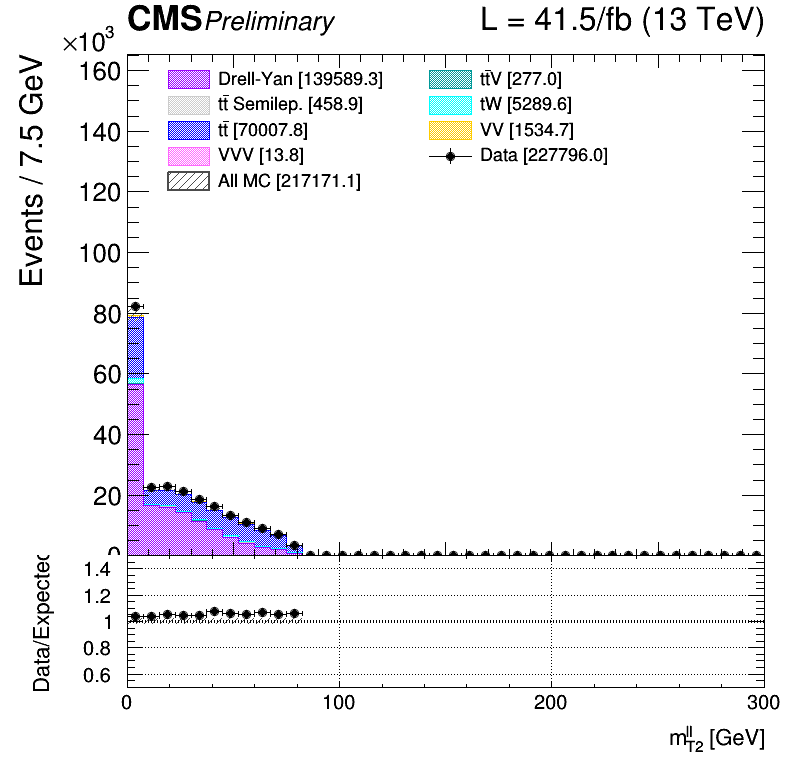 CMS Preliminary L = 41.5/fb (13 TeV)
×10³
Events / 7.5 GeV
160
140
120
100
80
60
40
20
0
Drell-Yan [139589.3]
tt̄ Semilep. [458.9]
tt̄ [70007.8]
VVV [13.8]
All MC [217171.1]
tt̄V [277.0]
tW [5289.6]
VV [1534.7]
Data [227796.0]
Data/Expected
1.4
1.2
1
0.8
0.6
0 100 200 300
m_{T2}^{ll} [GeV]